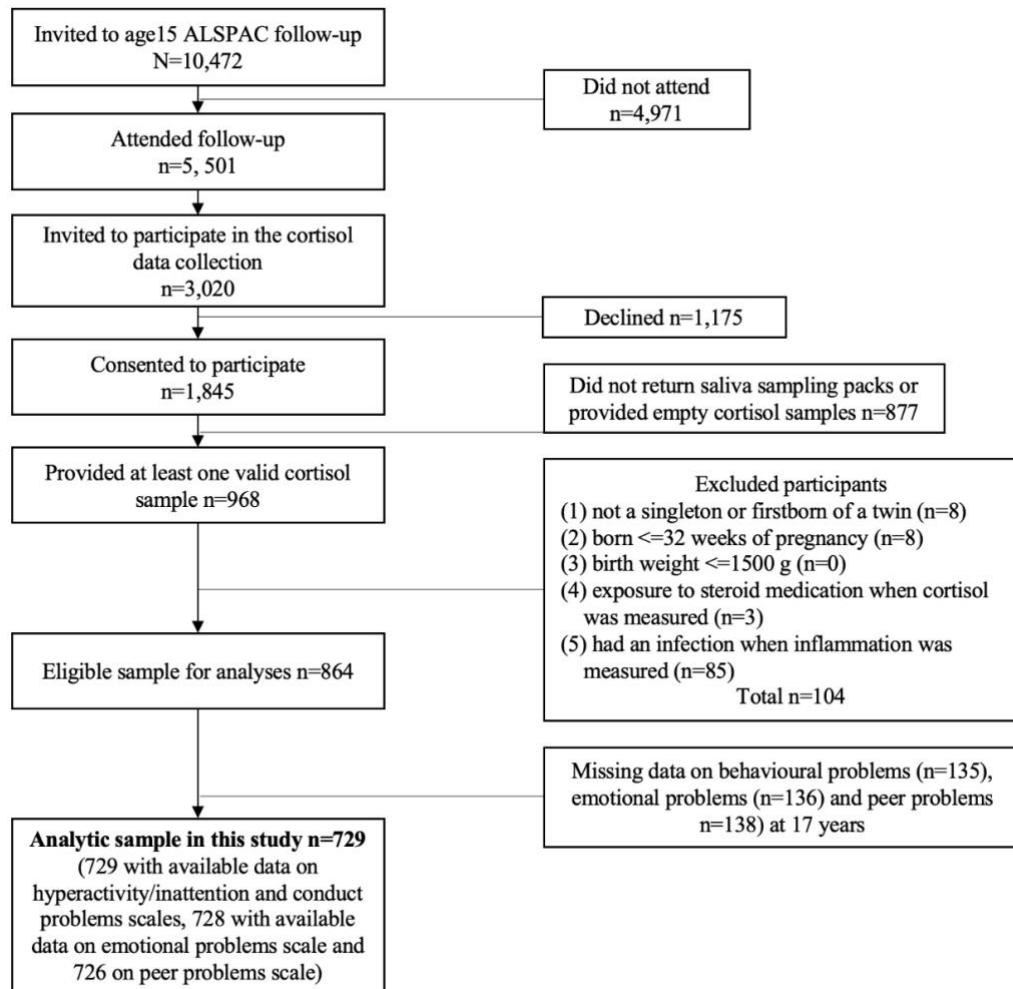 Invited to age15 ALSPAC follow-up
N=10,472
Did not attend
n=4,971
Attended follow-up
n=5, 501
Invited to participate in the cortisol
data collection
n=3,020
Declined n=1,175
Consented to participate
n=1,845
Did not return saliva sampling packs or
provided empty cortisol samples n=877
Provided at least one valid cortisol
sample n=968
Excluded participants
(1) not a singleton or firstborn of a twin (n=8)
(2) born <=32 weeks of pregnancy (n=8)
(3) birth weight <=1500 g (n=0)
(4) exposure to steroid medication when cortisol
was measured (n=3)
(5) had an infection when inflammation was
measured (n=85)
Total n=104
Eligible sample for analyses n=864
Missing data on behavioural problems (n=135),
emotional problems (n=136) and peer problems
n=138) at 17 years
Analytic sample in this study n=729
(729 with available data on
hyperactivity/inattention and conduct
problems scales, 728 with available
data on emotional problems scale and
726 on peer problems scale)